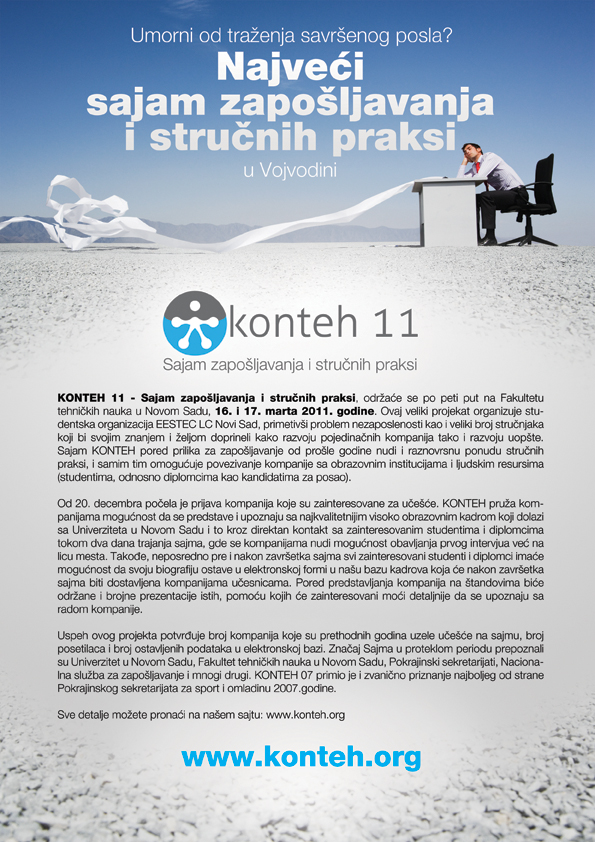 Umorni od traženja savršenog posla?
Najveći
sajam zapošljavanja
i stručnih praksi
u Vojvodini
konteh 11
Sajam zapošljavanja i stručnih praksi
KONTEH 11 - Sajam zapošljavanja i stručnih praksi, održaće se po peti put na Fakultetu
tehničkih nauka u Novom Sadu, 16. i 17. marta 2011. godine. Ovaj veliki projekat organizuje stu-
dentska organizacija EESTEC LC Novi Sad, primetivši problem nezaposlenosti kao i veliki broj stručnjaka
koji bi svojim znanjem i željom doprineli kako razvoju pojedinačnih kompanija tako i razvoju uopšte.
Sajam KONTEH pored prilika za zapošljavanje od prošle godine nudi i raznovrsnu ponudu stručnih
praksi, i samim tim omogućuje povezivanje kompanije sa obrazovnim institucijama i ljudskim resursima
(studentima, odnosno diplomcima kao kandidatima za posao).
Od 20. decembra počela je prijava kompanija koje su zainteresovane za učešće. KONTEH pruža kom-
panijama mogućnost da se predstave i upoznaju sa najkvalitetnijim visoko obrazovnim kadrom koji dolazi
sa Univerziteta u Novom Sadu i to kroz direktan kontakt sa zainteresovanim studentima i diplomcima
tokom dva dana trajanja sajma, gde se kompanijama nudi mogućnost obavljanja prvog intervjua već na
licu mesta. Takođe, neposredno pre i nakon završetka sajma svi zainteresovani studenti i diplomci imaće
mogućnost da svoju biografiju ostave u elektronskoj formi u našu bazu kadrova koja će nakon završetka
sajma biti dostavljena kompanijama učesnicama. Pored predstavljanja kompanija na štandovima biće
održane i brojne prezentacije istih, pomoću kojih će zainteresovani moći detaljnije da se upoznaju sa
radom kompanije.
Uspeh ovog projekta potvrđuje broj kompanija koje su prethodnih godina uzele učešće na sajmu, broj
posetilaca i broj ostavljenih podataka u elektronskoj bazi. Značaj Sajma u proteklom periodu prepoznali
su Univerzitet u Novom Sadu, Fakultet tehničkih nauka u Novom Sadu, Pokrajinski sekretarijati, Naciona-
lna služba za zapošljavanje i mnogi drugi. KONTEH 07 primio je i zvanično priznanje najboljeg od strane
Pokrajinskog sekretarijata za sport i omladinu 2007.godine.
Sve detalje možete pronaći na našem sajtu: www.konteh.org
www.konteh.org